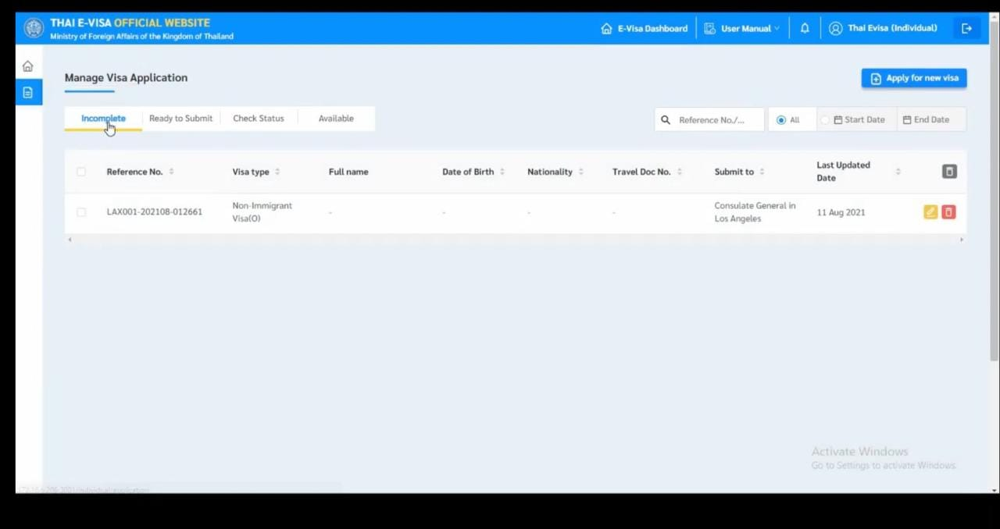 THAI E-VISA OFFICIAL WEBSITE
Ministry of Foreign Affairs of the Kingdom of Thailand
E-Visa Dashboard
User Manual
Thai Evisa (Individual)
Manage Visa Application
Apply for new visa
Incomplete
Ready to Submit
Check Status
Available
Reference No./...
All
Start Date
End Date
Reference No.
Visa type
Full name
Date of Birth
Nationality
Travel Doc No.
Submit to
Last Updated
Date
LAX001-202108-012661
Non-Immigrant
Visa(O)
-
-
-
-
Consulate General in
Los Angeles
11 Aug 2021
Activate Windows
Go to Settings to activate Windows.